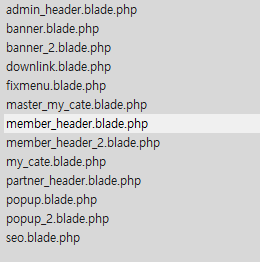 admin_header.blade.php
banner.blade.php
banner_2.blade.php
downlink.blade.php
fixmenu.blade.php
master_my_cate.blade.php
member_header.blade.php
member_header_2.blade.php
my_cate.blade.php
partner_header.blade.php
popup.blade.php
popup_2.blade.php
seo.blade.php